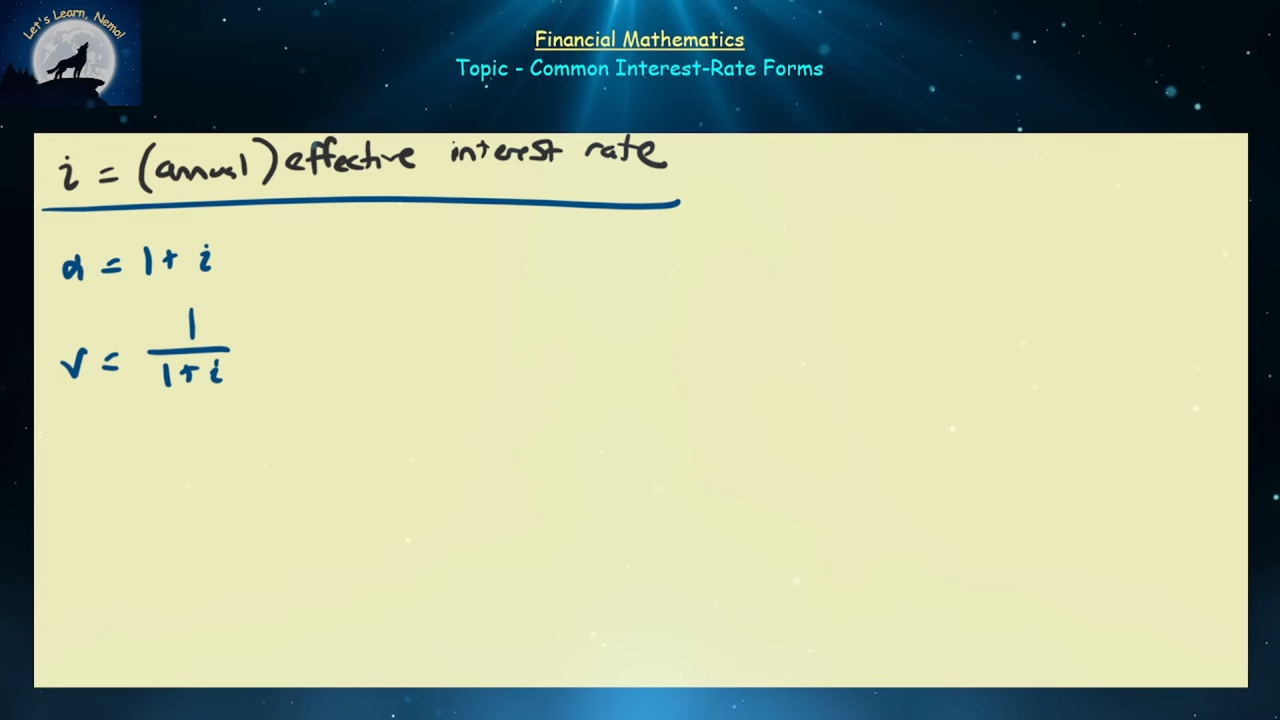 Let's Learn, Nemo!
Financial Mathematics
Topic - Common Interest-Rate Forms
i = (annual) effective interest rate
a = 1 + i
v = 1 / (1 + i)